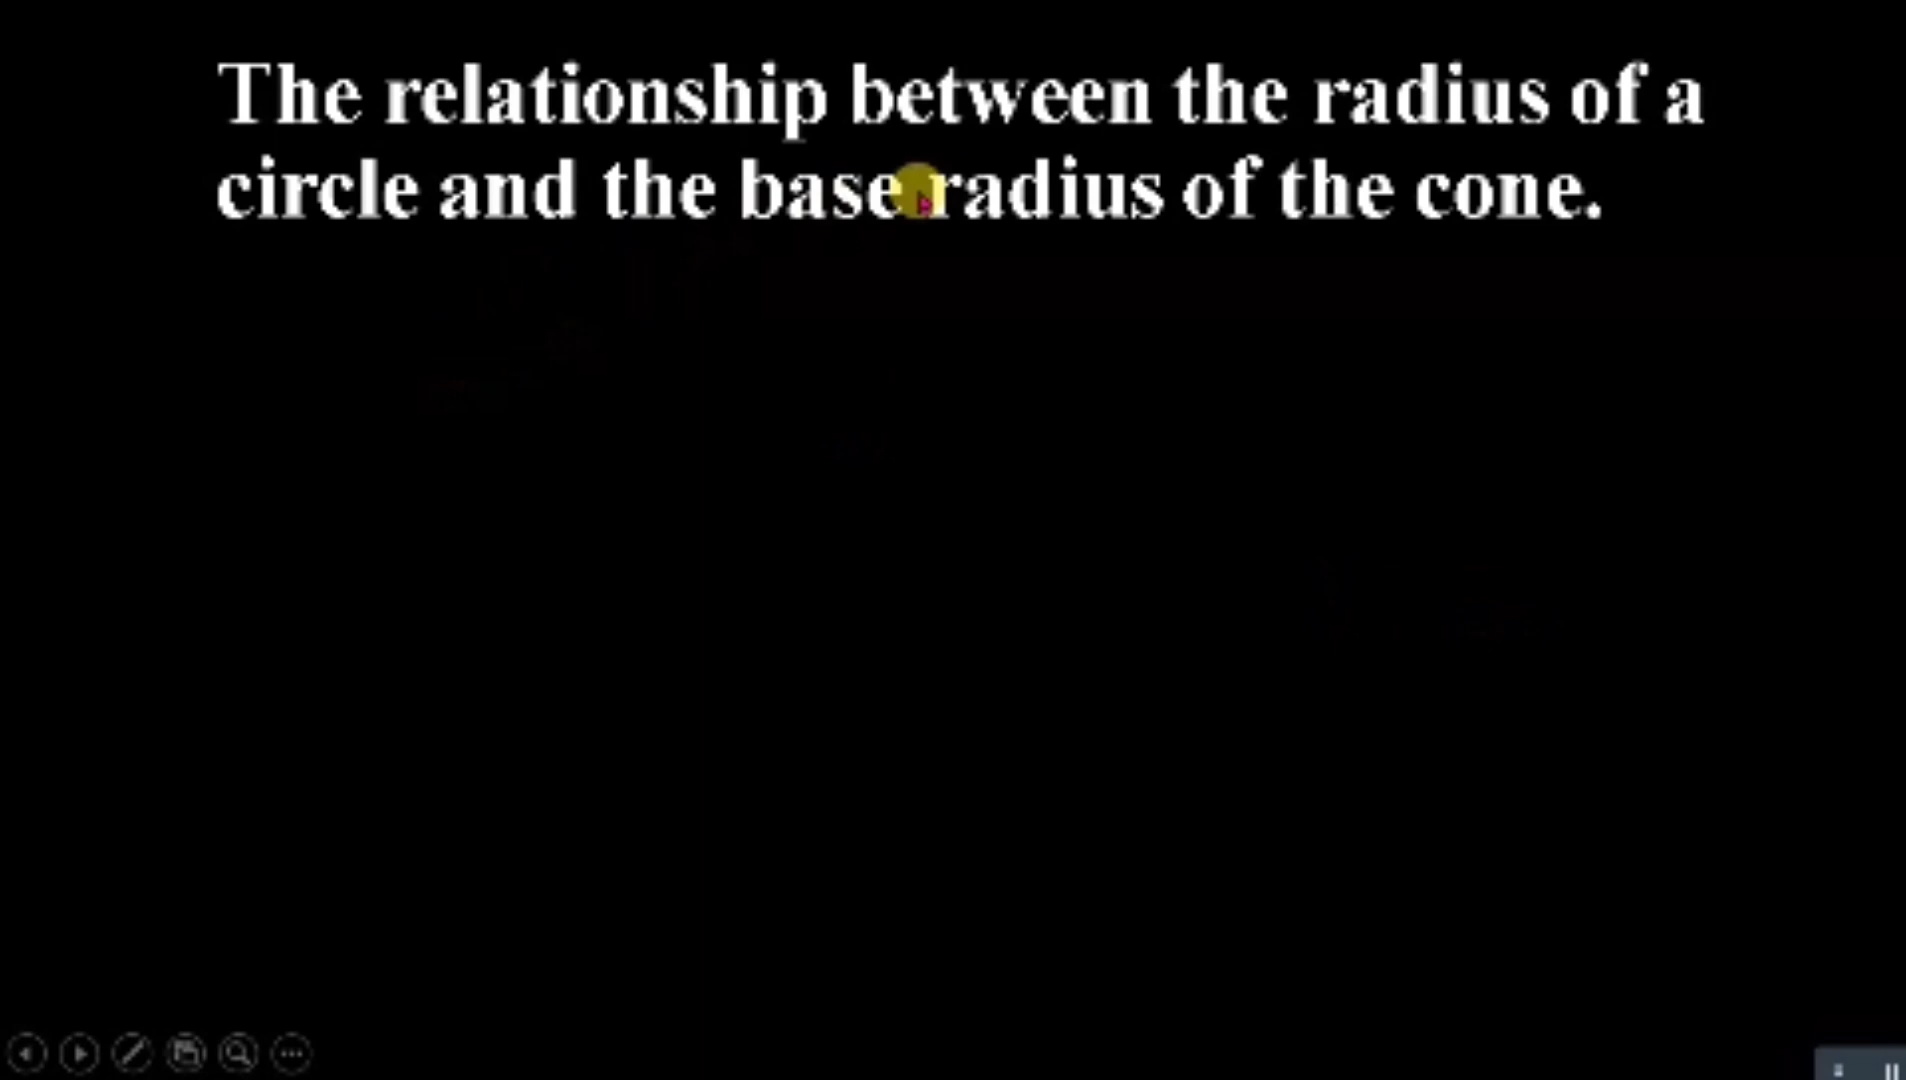 The relationship between the radius of a
circle and the base radius of the cone.